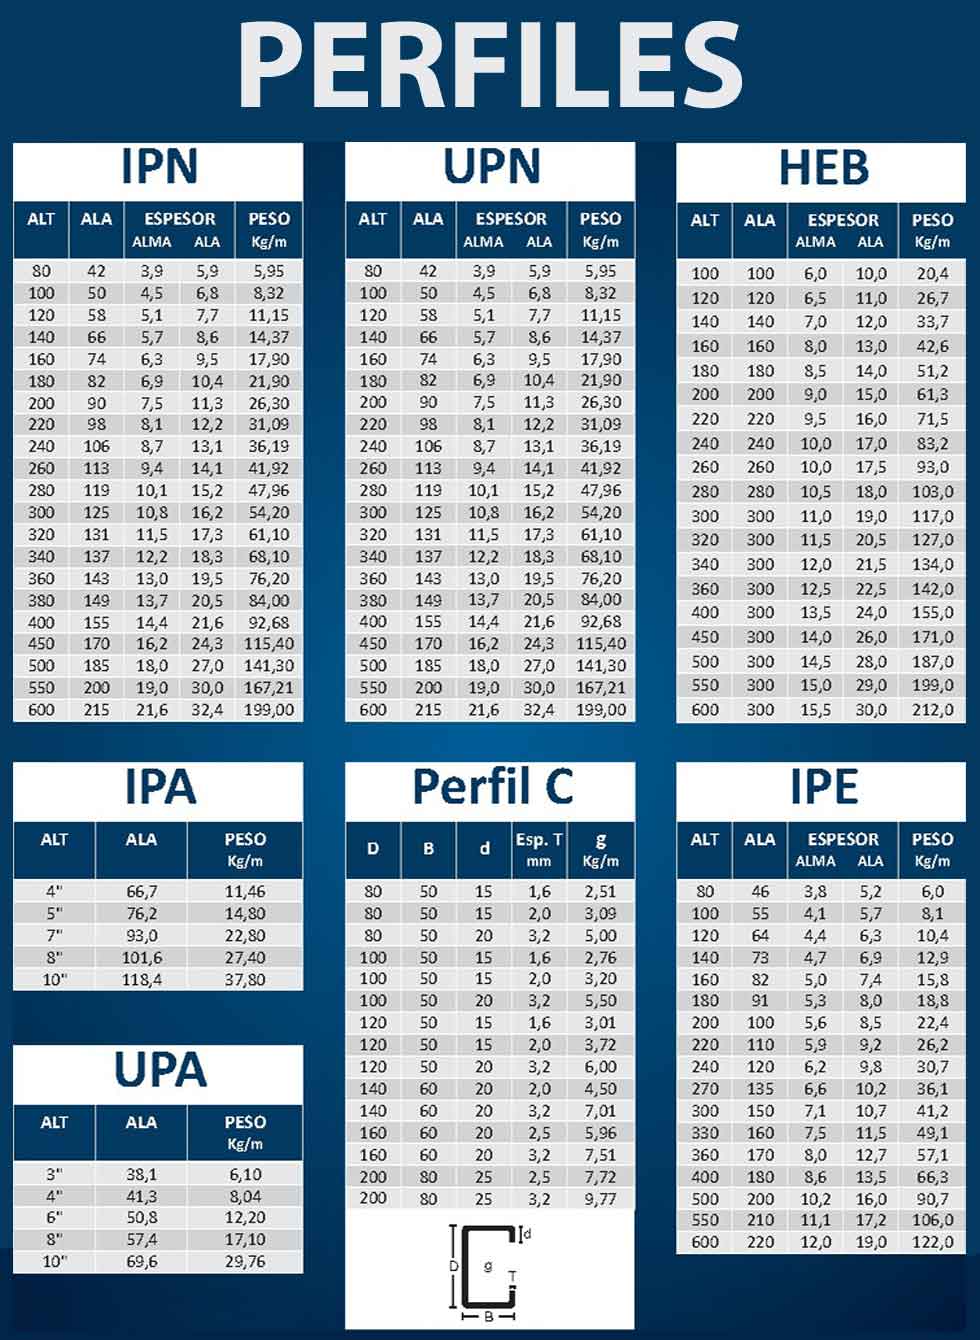 PERFILES
IPN
ALT ALA ESPESOR PESO
ALMA ALA Kg/m
80 42 3,9 5,9 5,95
100 50 4,5 6,8 8,32
120 58 5,1 7,7 11,15
140 66 5,7 8,6 14,37
160 74 6,3 9,5 17,90
180 82 6,9 10,4 21,90
200 90 7,5 11,3 26,30
220 98 8,1 12,2 31,09
240 106 8,7 13,1 36,19
260 113 9,4 14,1 41,92
280 119 10,1 15,2 47,96
300 125 10,8 16,2 54,20
320 131 11,5 17,3 61,10
340 137 12,2 18,3 68,10
360 143 13,0 19,5 76,20
380 149 13,7 20,5 84,00
400 155 14,4 21,6 92,68
450 170 16,2 24,3 115,40
500 185 18,0 27,0 141,30
550 200 19,0 30,0 167,21
600 215 21,6 32,4 199,00
UPN
ALT ALA ESPESOR PESO
ALMA ALA Kg/m
80 42 3,9 5,9 5,95
100 50 4,5 6,8 8,32
120 58 5,1 7,7 11,15
140 66 5,7 8,6 14,37
160 74 6,3 9,5 17,90
180 82 6,9 10,4 21,90
200 90 7,5 11,3 26,30
220 98 8,1 12,2 31,09
240 106 8,7 13,1 36,19
260 113 9,4 14,1 41,92
280 119 10,1 15,2 47,96
300 125 10,8 16,2 54,20
320 131 11,5 17,3 61,10
340 137 12,2 18,3 68,10
360 143 13,0 19,5 76,20
380 149 13,7 20,5 84,00
400 155 14,4 21,6 92,68
450 170 16,2 24,3 115,40
500 185 18,0 27,0 141,30
550 200 19,0 30,0 167,21
600 215 21,6 32,4 199,00
HEB
ALT ALA ESPESOR PESO
ALMA ALA Kg/m
100 100 6,0 10,0 20,4
120 120 6,5 11,0 26,7
140 140 7,0 12,0 33,7
160 160 8,0 13,0 42,6
180 180 8,5 14,0 51,2
200 200 9,0 15,0 61,3
220 220 9,5 16,0 71,5
240 240 10,0 17,0 83,2
260 260 10,0 17,5 93,0
280 280 10,5 18,0 103,0
300 300 11,0 19,0 117,0
320 300 11,5 20,5 127,0
340 300 12,0 21,5 134,0
360 300 12,5 22,5 142,0
400 300 13,5 24,0 155,0
450 300 14,0 26,0 171,0
500 300 14,5 28,0 187,0
550 300 15,0 29,0 199,0
600 300 15,5 30,0 212,0
IPA
ALT ALA PESO
Kg/m
4" 66,7 11,46
5" 76,2 14,80
7" 93,0 22,80
8" 101,6 27,40
10" 118,4 37,80
UPA
ALT ALA PESO
Kg/m
3" 38,1 6,10
4" 41,3 8,04
6" 50,8 12,20
8" 57,4 17,10
10" 69,6 29,76
Perfil C
D B d Esp. T g
mm Kg/m
80 50 15 1,6 2,51
80 50 15 2,0 3,09
80 50 20 3,2 5,00
100 50 15 1,6 2,76
100 50 15 2,0 3,20
100 50 20 3,2 5,50
120 50 15 1,6 3,01
120 50 15 2,0 3,72
120 50 20 3,2 6,00
140 60 20 2,0 4,50
140 60 20 3,2 7,01
160 60 20 2,5 5,96
160 60 20 3,2 7,51
200 80 25 2,5 7,72
200 80 25 3,2 9,77
d
D g
T
B
IPE
ALT ALA ESPESOR PESO
ALMA ALA Kg/m
80 46 3,8 5,2 6,0
100 55 4,1 5,7 8,1
120 64 4,4 6,3 10,4
140 73 4,7 6,9 12,9
160 82 5,0 7,4 15,8
180 91 5,3 8,0 18,8
200 100 5,6 8,5 22,4
220 110 5,9 9,2 26,2
240 120 6,2 9,8 30,7
270 135 6,6 10,2 36,1
300 150 7,1 10,7 41,2
330 160 7,5 11,5 49,1
360 170 8,0 12,7 57,1
400 180 8,6 13,5 66,3
500 200 10,2 16,0 90,7
550 210 11,1 17,2 106,0
600 220 12,0 19,0 122,0